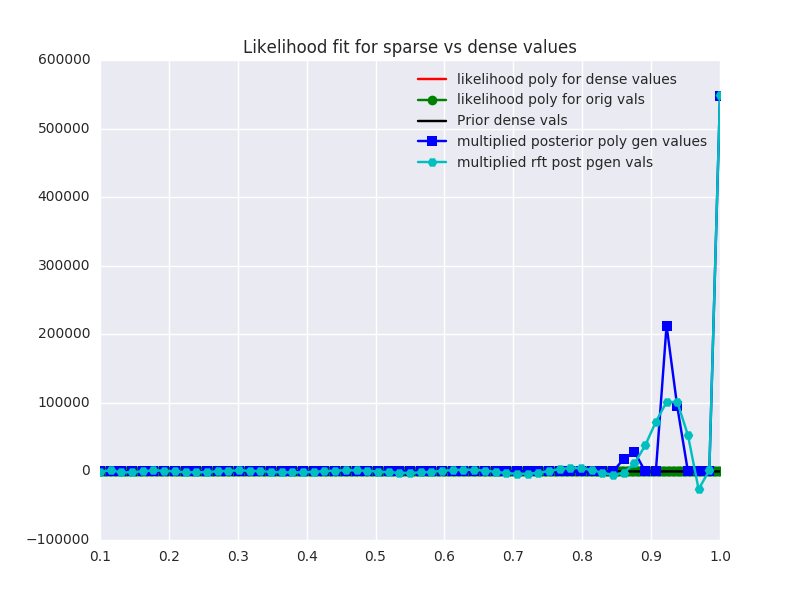 Likelihood fit for sparse vs dense values
600000
500000
400000
300000
200000
100000
0
−100000
likelihood poly for dense values
likelihood poly for orig vals
Prior dense vals
multiplied posterior poly gen values
multiplied rft post pgen vals
0.1 0.2 0.3 0.4 0.5 0.6 0.7 0.8 0.9 1.0